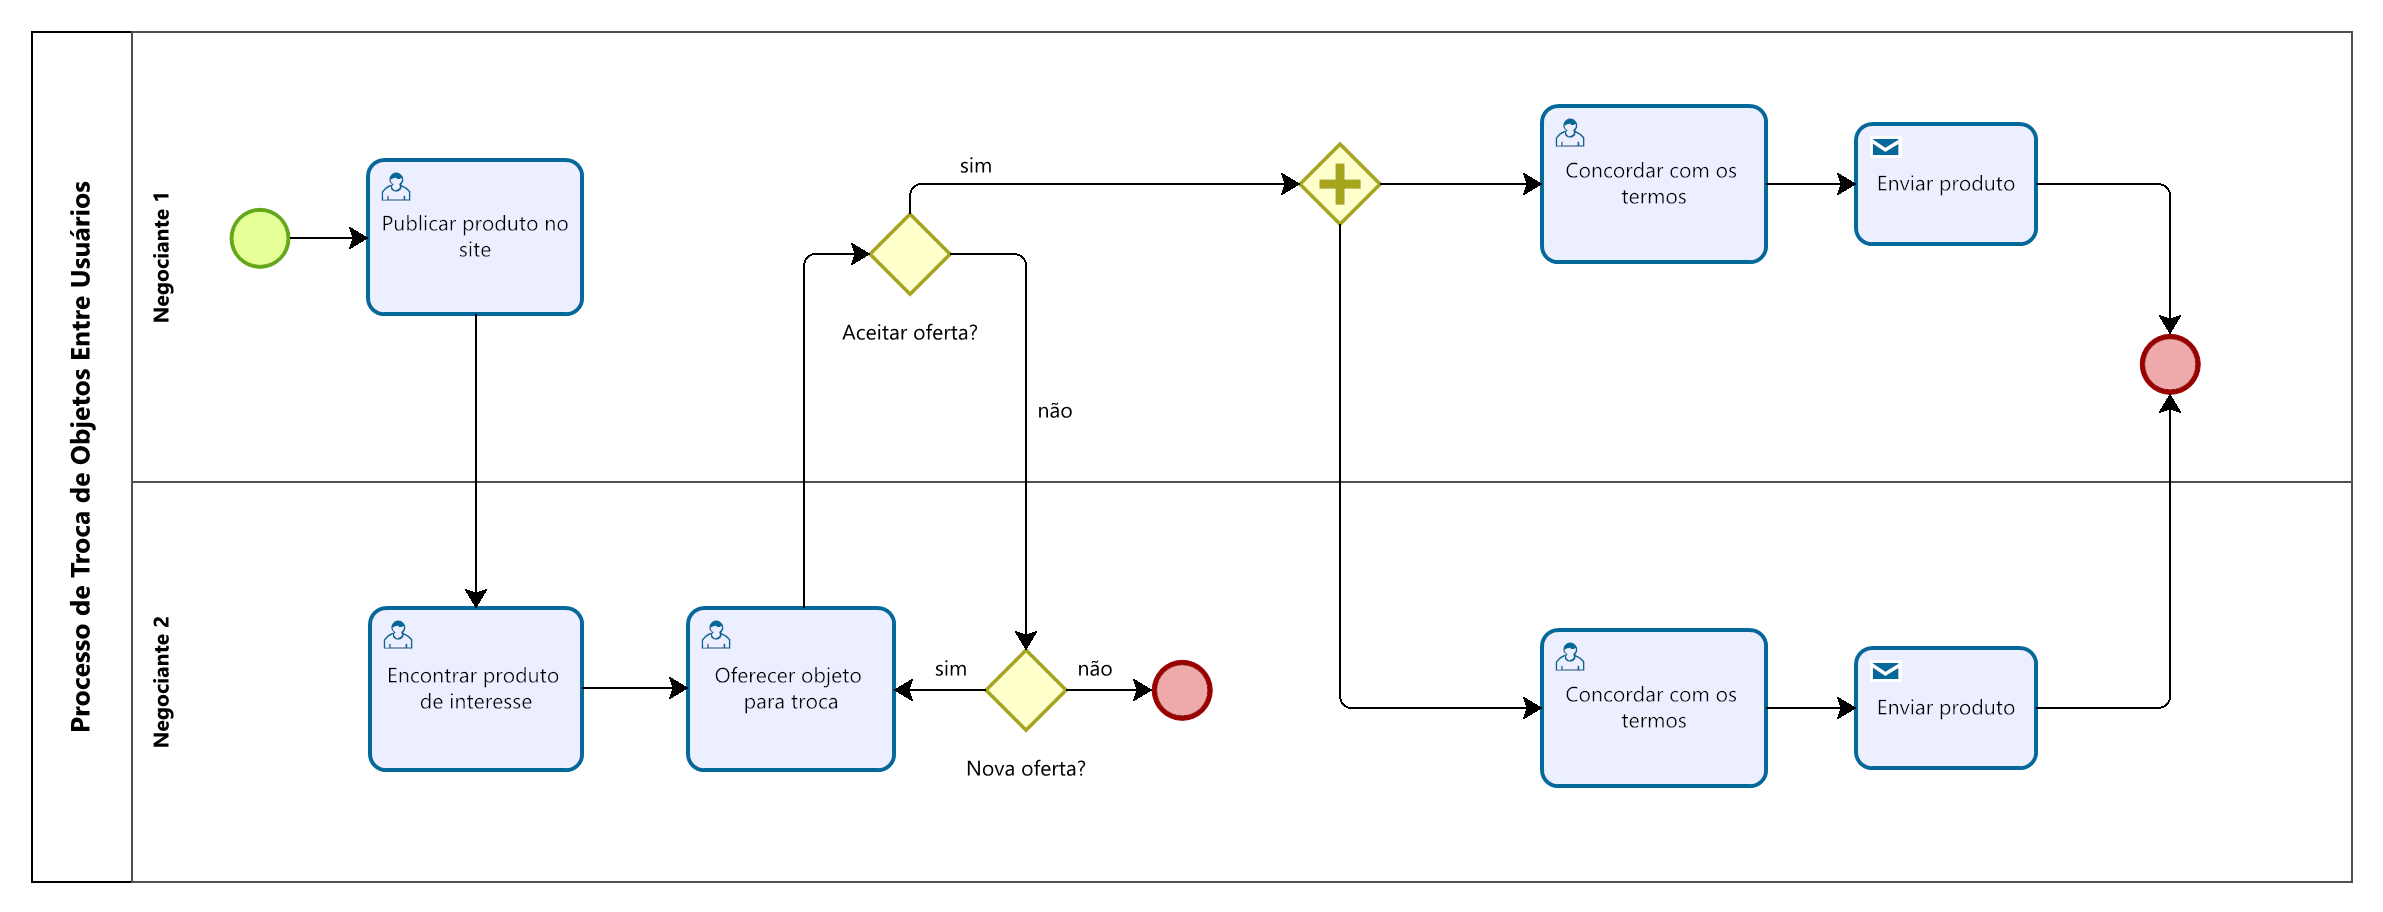 Processo de Troca de Objetos Entre Usuários
Negociante 1
Publicar produto no
site
Aceitar oferta?
sim
não
Concordar com os
termos
Enviar produto
Negociante 2
Encontrar produto
de interesse
Oferecer objeto
para troca
sim
não
Nova oferta?
Concordar com os
termos
Enviar produto